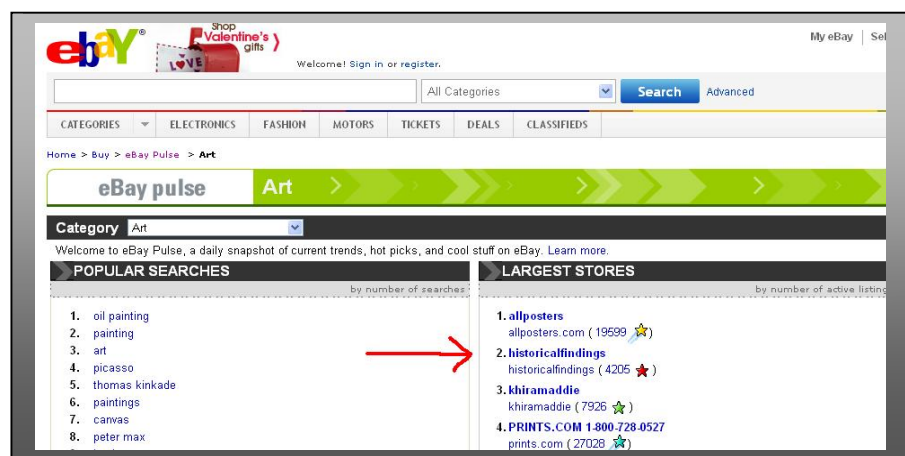 ebaY®
Shop
Valentine's
gifts
LOVE
Welcome! Sign in or register.
My eBay | Sel
All Categories
Search
Advanced
CATEGORIES ELECTRONICS FASHION MOTORS TICKETS DEALS CLASSIFIEDS
Home > Buy > eBay Pulse > Art
eBay pulse
Art
Category Art
Welcome to eBay Pulse, a daily snapshot of current trends, hot picks, and cool stuff on eBay. Learn more.
POPULAR SEARCHES
by number of searches
1. oil painting
2. painting
3. art
4. picasso
5. thomas kinkade
6. paintings
7. canvas
8. peter max
LARGEST STORES
by number of active listing
1. allposters
allposters.com ( 19599 )
2. historicalfindings
historicalfindings ( 4205 )
3. khiramaddie
khiramaddie ( 7926 )
4. PRINTS.COM 1-800-728-0527
prints.com ( 27028 )